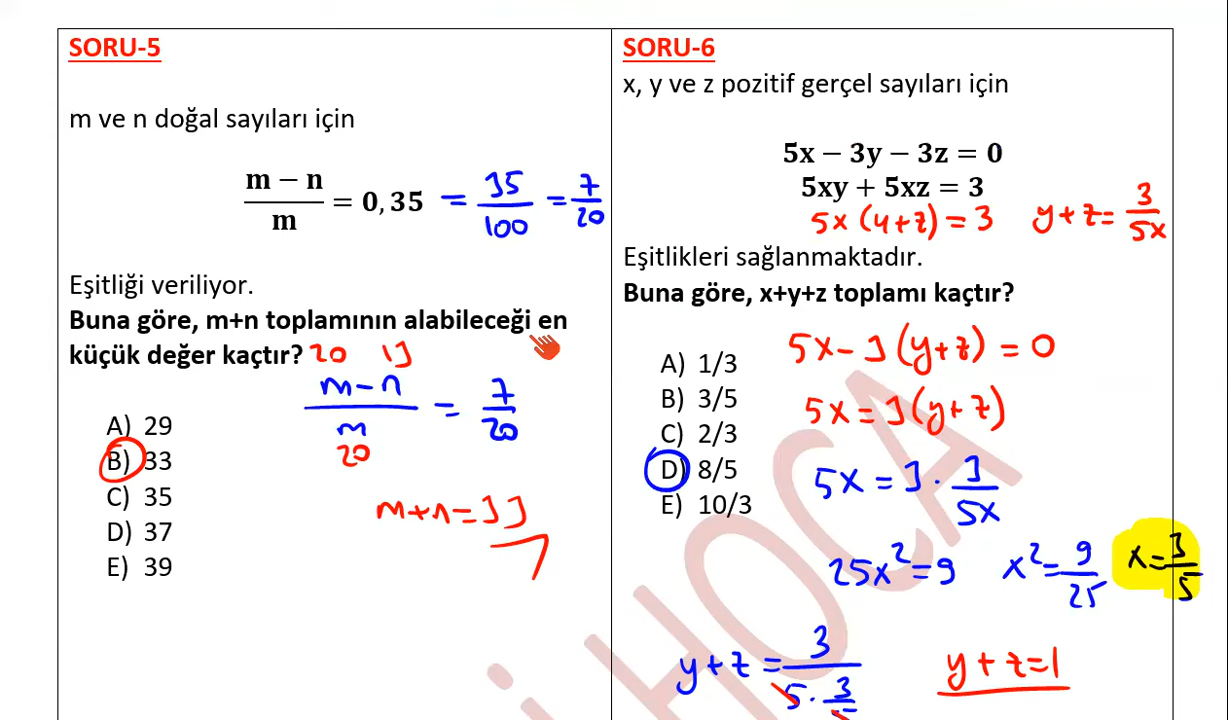 SORU-5
m ve n doğal sayıları için
m − n / m = 0,35 = 35/100 = 7/20
Eşitliği veriliyor.
Buna göre, m+n toplamının alabileceği en
küçük değer kaçtır? 20 13
m − n / m = 7/20
20
A) 29
B) 33
C) 35
D) 37
E) 39
m+n=33
SORU-6
x, y ve z pozitif gerçel sayıları için
5x − 3y − 3z = 0
5xy + 5xz = 3
5x (y+z) = 3 y+z = 3/5x
Eşitlikleri sağlanmaktadır.
Buna göre, x+y+z toplamı kaçtır?
A) 1/3
B) 3/5
C) 2/3
D) 8/5
E) 10/3
5x − 3 (y+z) = 0
5x = 3 (y+z)
5x = 3 · 3/5x
25x² = 9 x² = 9/25 x = 3/5
y+z = 3 / 5 · 3/5 y+z=1
HOCA